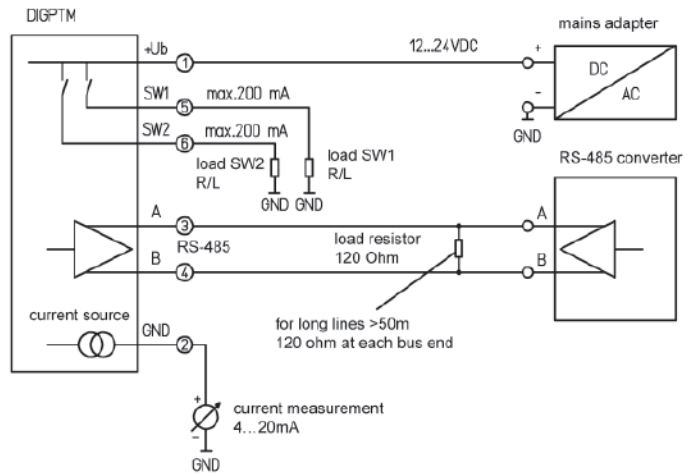 DIGPTM
mains adapter
+Ub
1
12...24VDC
+
DC
AC
-
GND
SW1
5
max.200 mA
SW2
6
max.200 mA
load SW2
R/L
load SW1
R/L
GND
GND
RS-485 converter
A
3
A
RS-485
load resistor
120 Ohm
B
4
B
current source
GND
2
for long lines >50m
120 ohm at each bus end
+
current measurement
4...20mA
-
GND